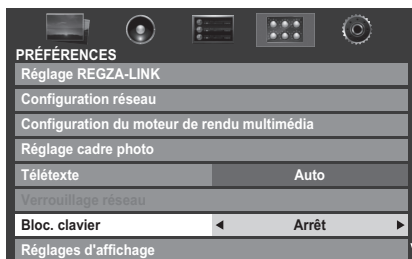 PRÉFÉRENCES
Réglage REGZA-LINK
Configuration réseau
Configuration du moteur de rendu multimédia
Réglage cadre photo
Télétexte Auto
Verrouillage réseau
Bloc. clavier ◀ Arrêt ▶
Réglages d'affichage